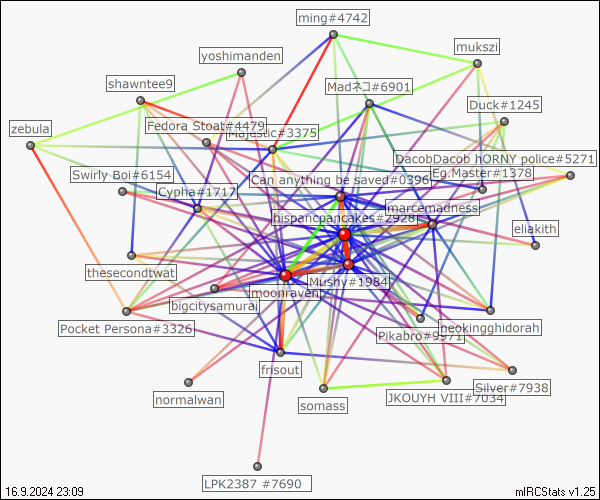 ming#4742
mukszi
yoshimanden
shawntee9
Madネコ#6901
Duck#1245
zebula
Fedora Stoat#4479
Majestic#3375
DacobDacob hORNY police#5271
Swirly Boi#6154
Can anything be saved#0396
Eg.Master#1378
Cypha#1717
marcemadness
hispancpancakes#2928
eliakith
thesecondtwat
Mushy#1984
moonraven
bigcitysamurai
Pocket Persona#3326
Pikabro#9971
neokingghidorah
frisout
normalwan
somass
JKOUYH VIII#7034
Silver#7938
LPK2387 #7690
16.9.2024 23:09
mIRCStats v1.25